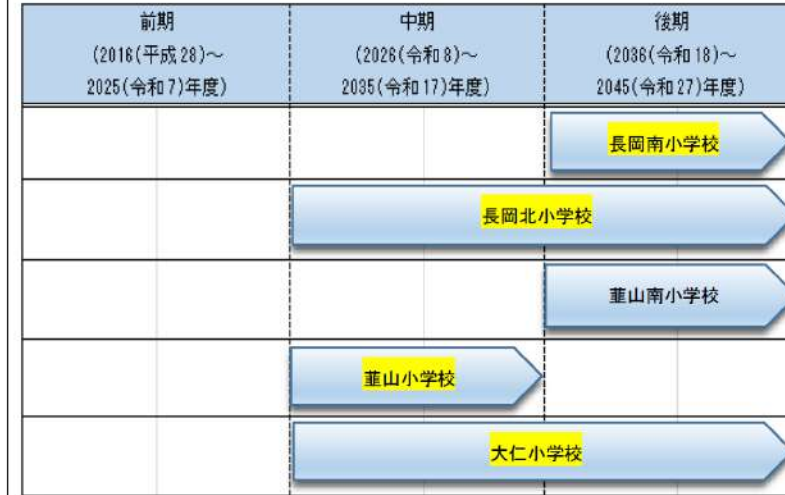 前期
(2016(平成28)～
2025(令和7)年度)
中期
(2026(令和8)～
2035(令和17)年度)
後期
(2036(令和18)～
2045(令和27)年度)
長岡南小学校
長岡北小学校
韮山南小学校
韮山小学校
大仁小学校